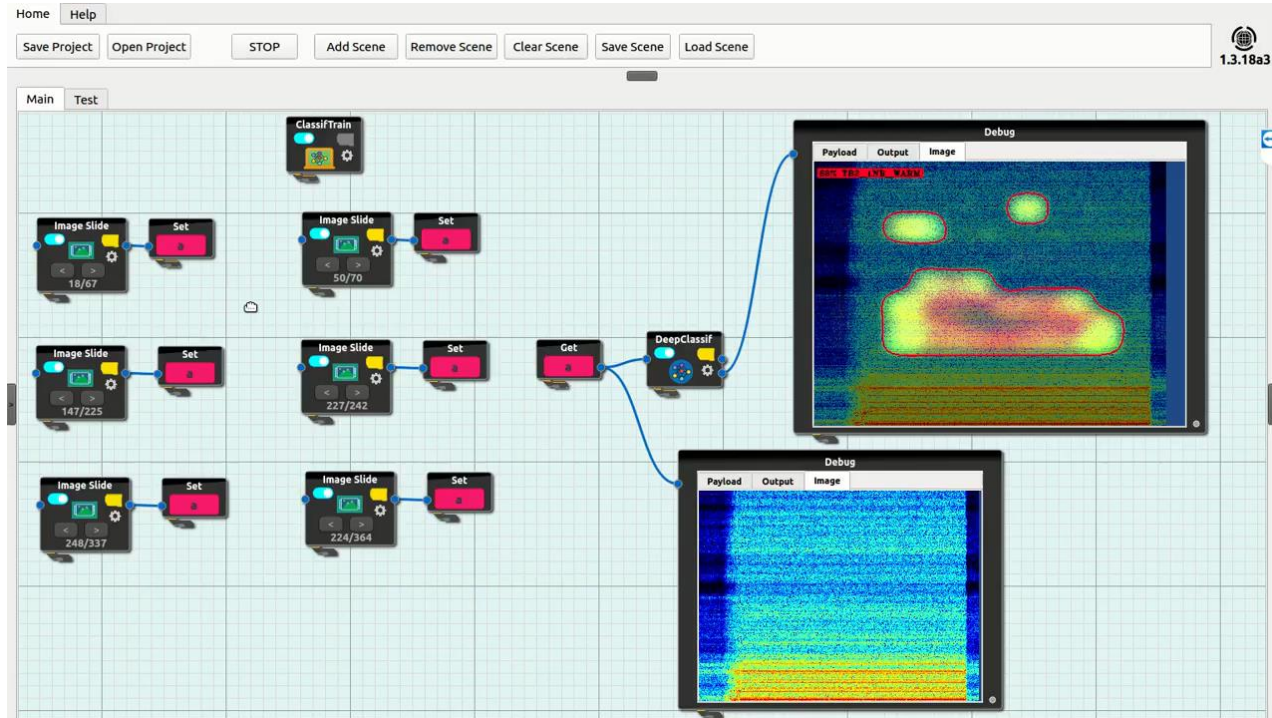 Home Help
Save Project Open Project STOP Add Scene Remove Scene Clear Scene Save Scene Load Scene
1.3.18a3
Main Test
ClassifTrain
Debug
Payload Output Image
Image Slide
< >
18/67
Set
a
Image Slide
< >
50/70
Set
a
Image Slide
< >
147/225
Set
a
Image Slide
< >
227/242
Set
a
Get
a
DeepClassif
Image Slide
< >
248/337
Set
a
Image Slide
< >
224/364
Set
a
Debug
Payload Output Image